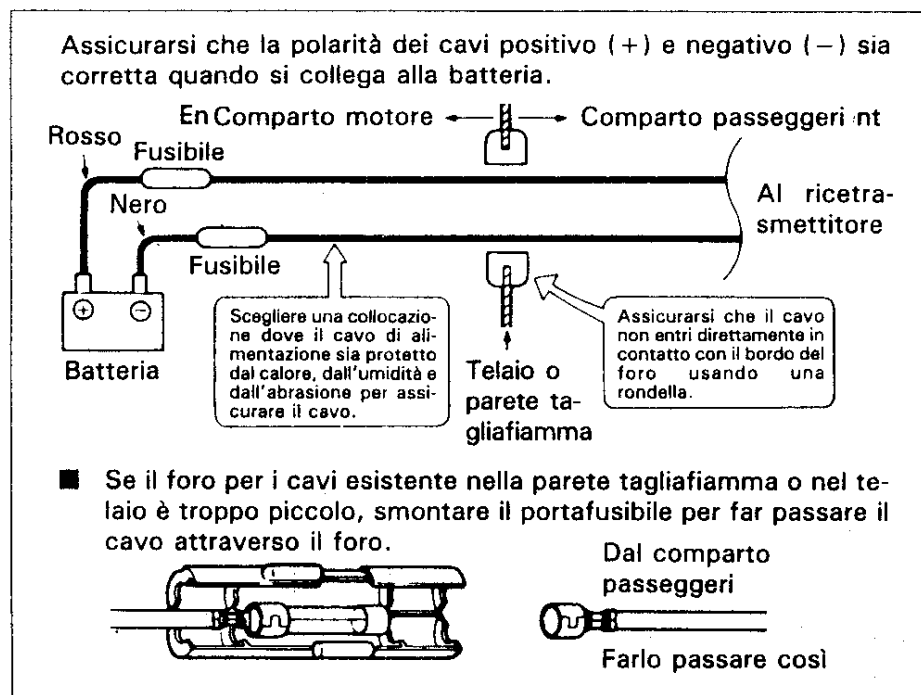 Assicurarsi che la polarità dei cavi positivo (+) e negativo (−) sia
corretta quando si collega alla batteria.
En Comparto motore
Comparto passeggeri nt
Rosso
Fusibile
Nero
Fusibile
Al ricetra-
smettitore
+ −
Batteria
Scegliere una collocazio-
ne dove il cavo di ali-
mentazione sia protetto
dal calore, dall'umidità e
dall'abrasione per assi-
curare il cavo.
Telaio o
parete ta-
gliafiamma
Assicurarsi che il cavo
non entri direttamente in
contatto con il bordo del
foro usando una
rondella.
■ Se il foro per i cavi esistente nella parete tagliafiamma o nel te-
laio è troppo piccolo, smontare il portafusibile per far passare il
cavo attraverso il foro.
Dal comparto
passeggeri
Farlo passare così